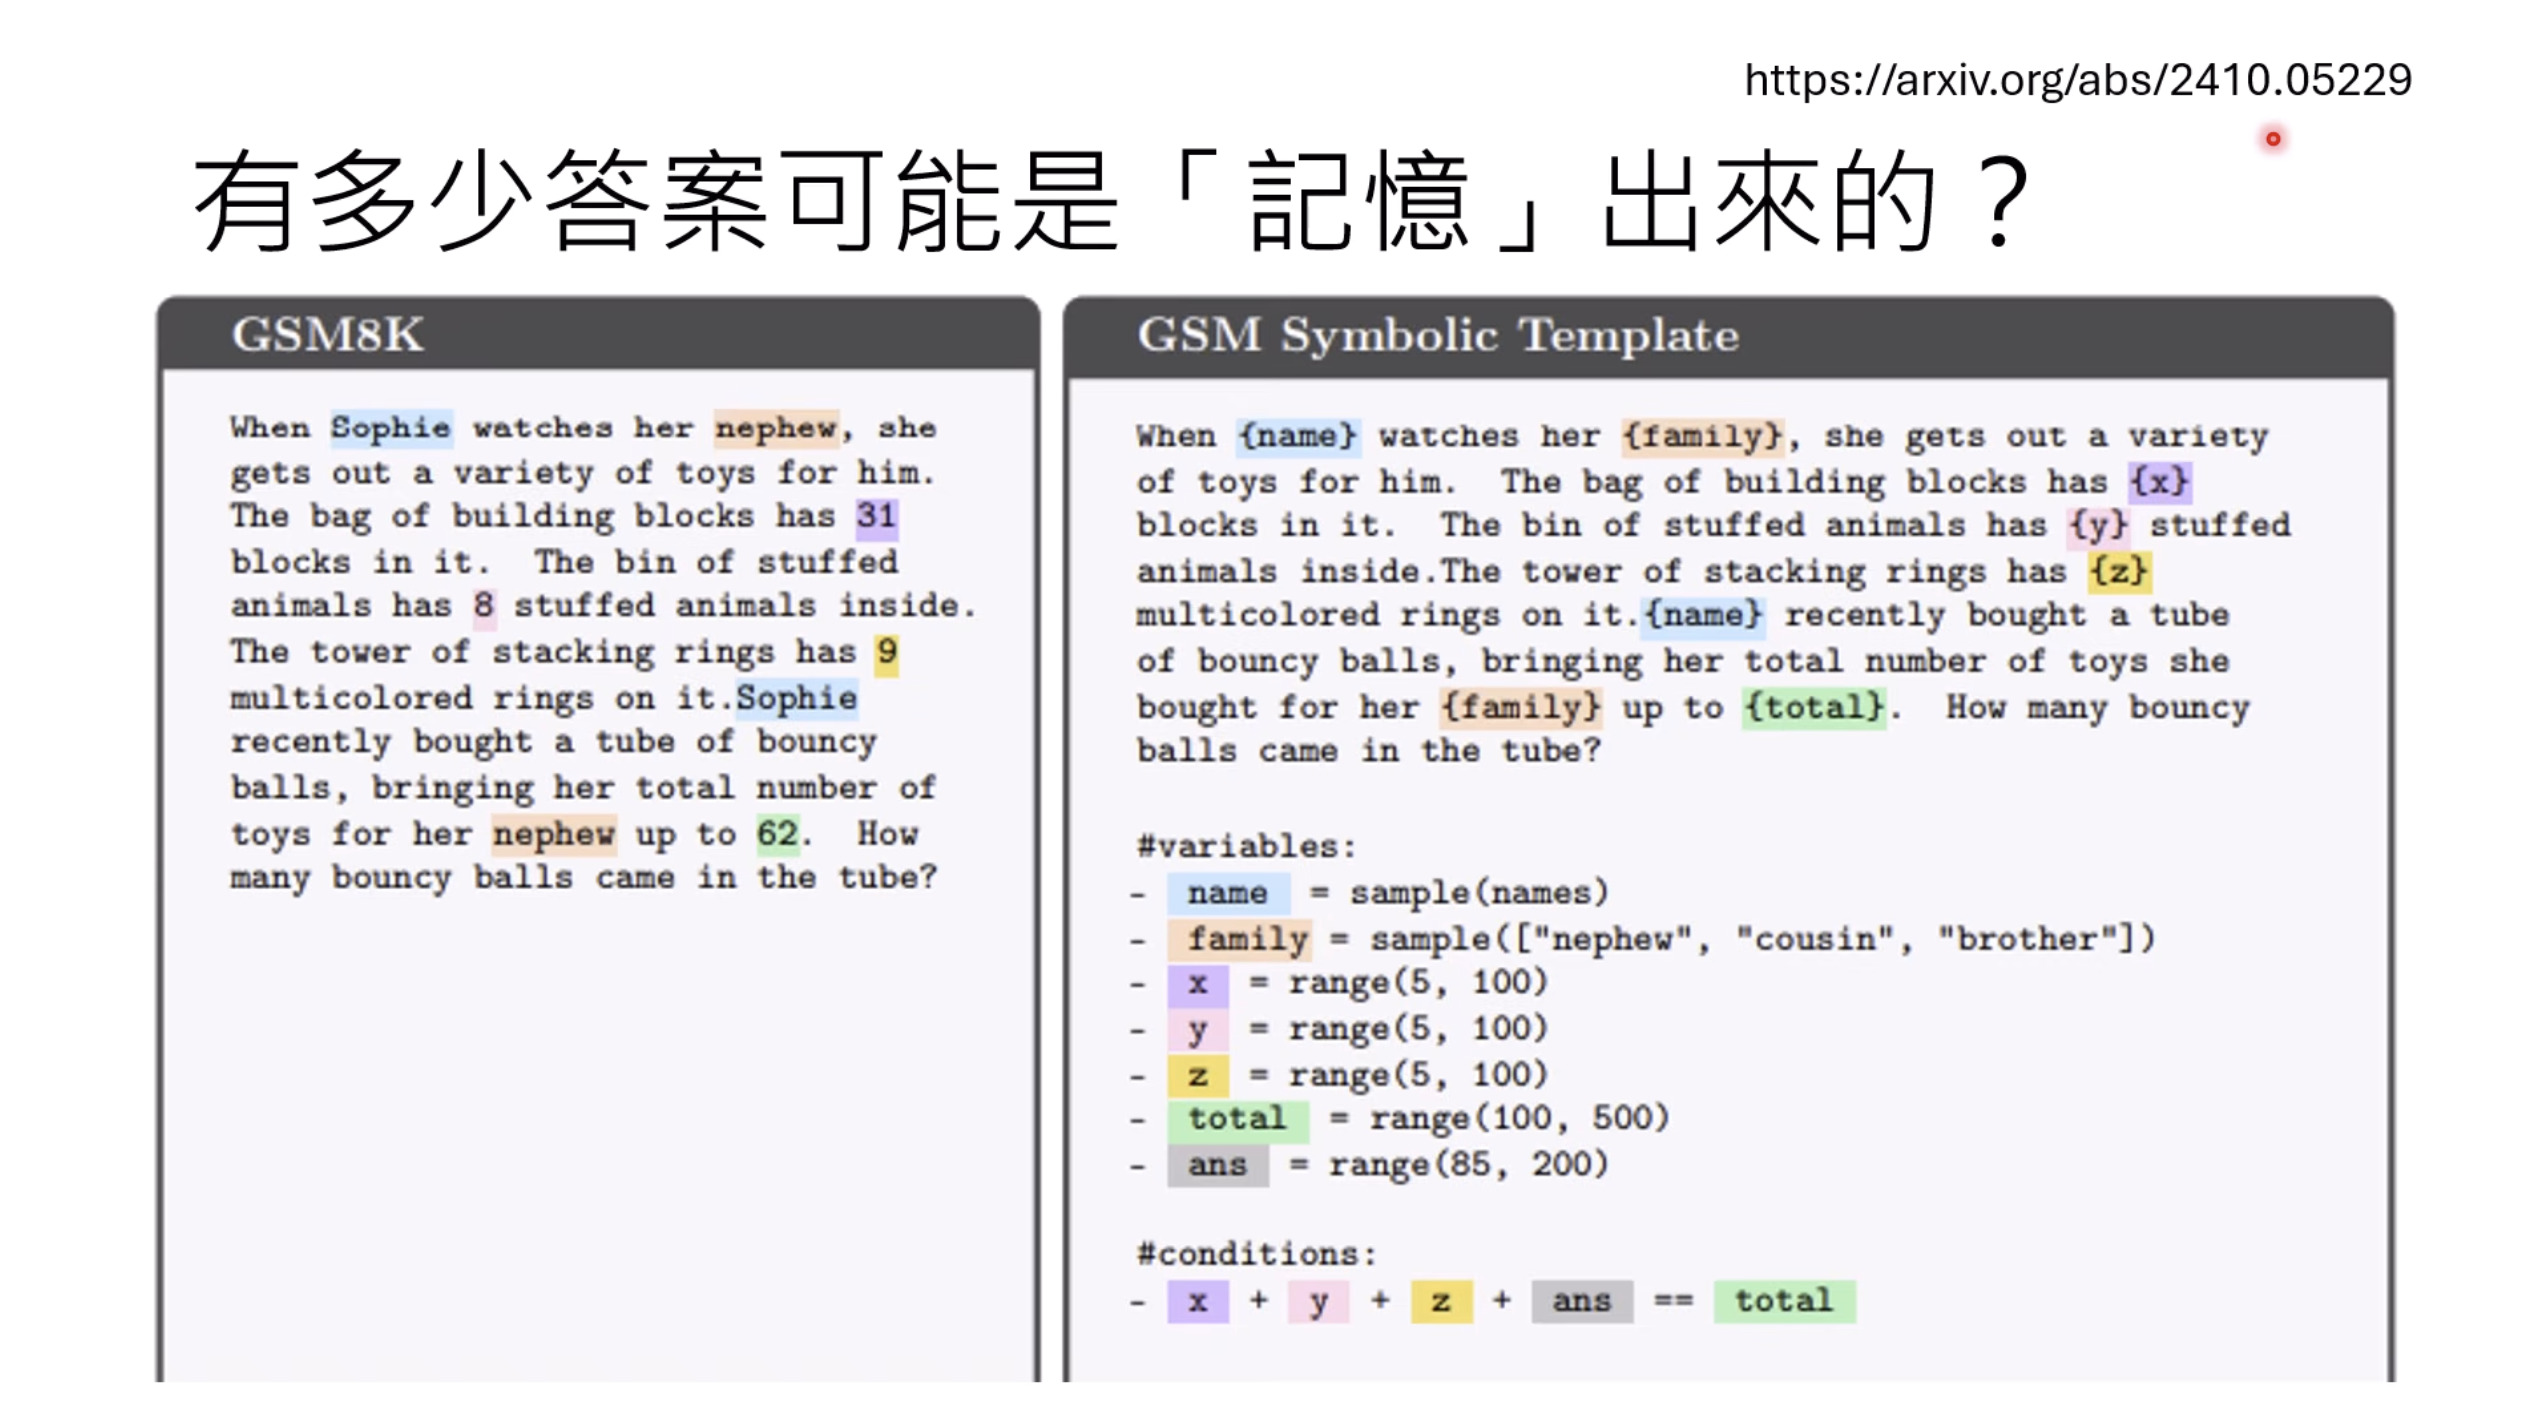 https://arxiv.org/abs/2410.05229
有多少答案可能是「記憶」出來的？
GSM8K
When Sophie watches her nephew, she
gets out a variety of toys for him.
The bag of building blocks has 31
blocks in it. The bin of stuffed
animals has 8 stuffed animals inside.
The tower of stacking rings has 9
multicolored rings on it.Sophie
recently bought a tube of bouncy
balls, bringing her total number of
toys for her nephew up to 62. How
many bouncy balls came in the tube?
GSM Symbolic Template
When {name} watches her {family}, she gets out a variety
of toys for him. The bag of building blocks has {x}
blocks in it. The bin of stuffed animals has {y} stuffed
animals inside.The tower of stacking rings has {z}
multicolored rings on it.{name} recently bought a tube
of bouncy balls, bringing her total number of toys she
bought for her {family} up to {total}. How many bouncy
balls came in the tube?
#variables:
- name = sample(names)
- family = sample(["nephew", "cousin", "brother"])
- x = range(5, 100)
- y = range(5, 100)
- z = range(5, 100)
- total = range(100, 500)
- ans = range(85, 200)
#conditions:
- x + y + z + ans == total